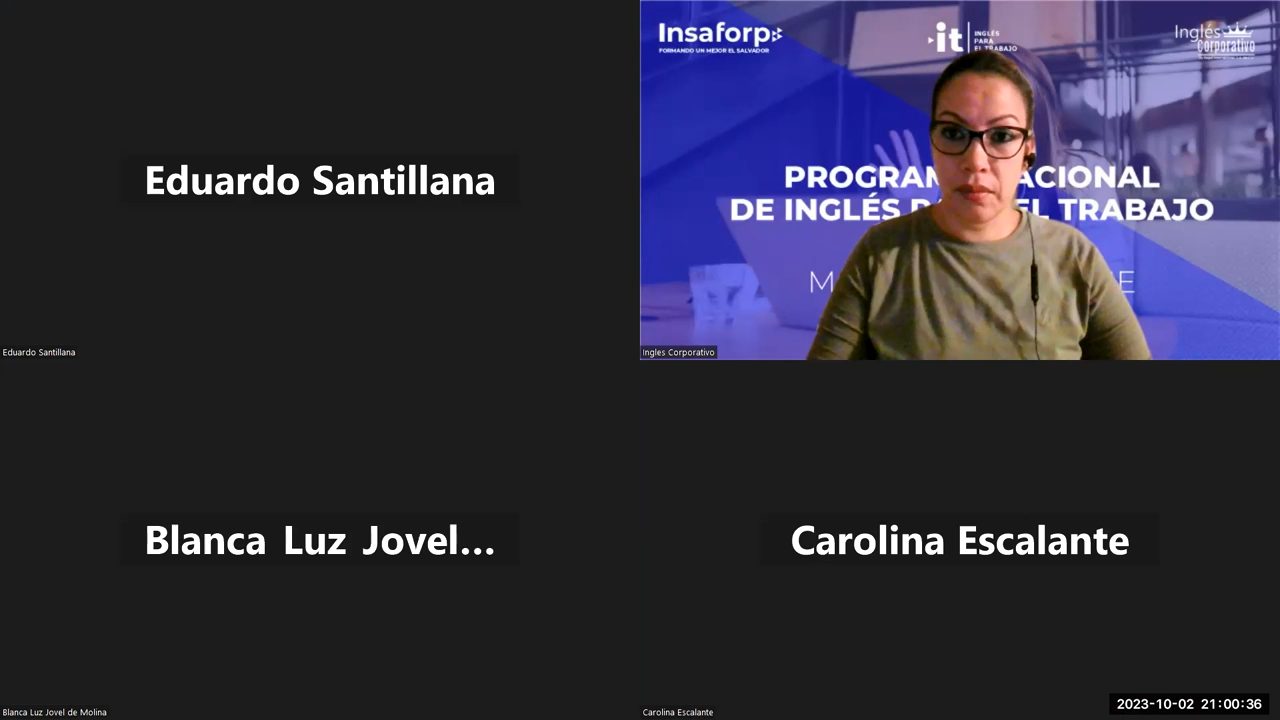 Eduardo Santillana
Eduardo Santillana
Insaforp
FORMANDO UN MEJOR EL SALVADOR
it
INGLÉS
PARA
EL TRABAJO
Inglés
Corporativo
PROGRAM ACIONAL
DE INGLÉS P EL TRABAJO
M E
Ingles Corporativo
Blanca Luz Jovel...
Blanca Luz Jovel de Molina
Carolina Escalante
Carolina Escalante
2023-10-02 21:00:36